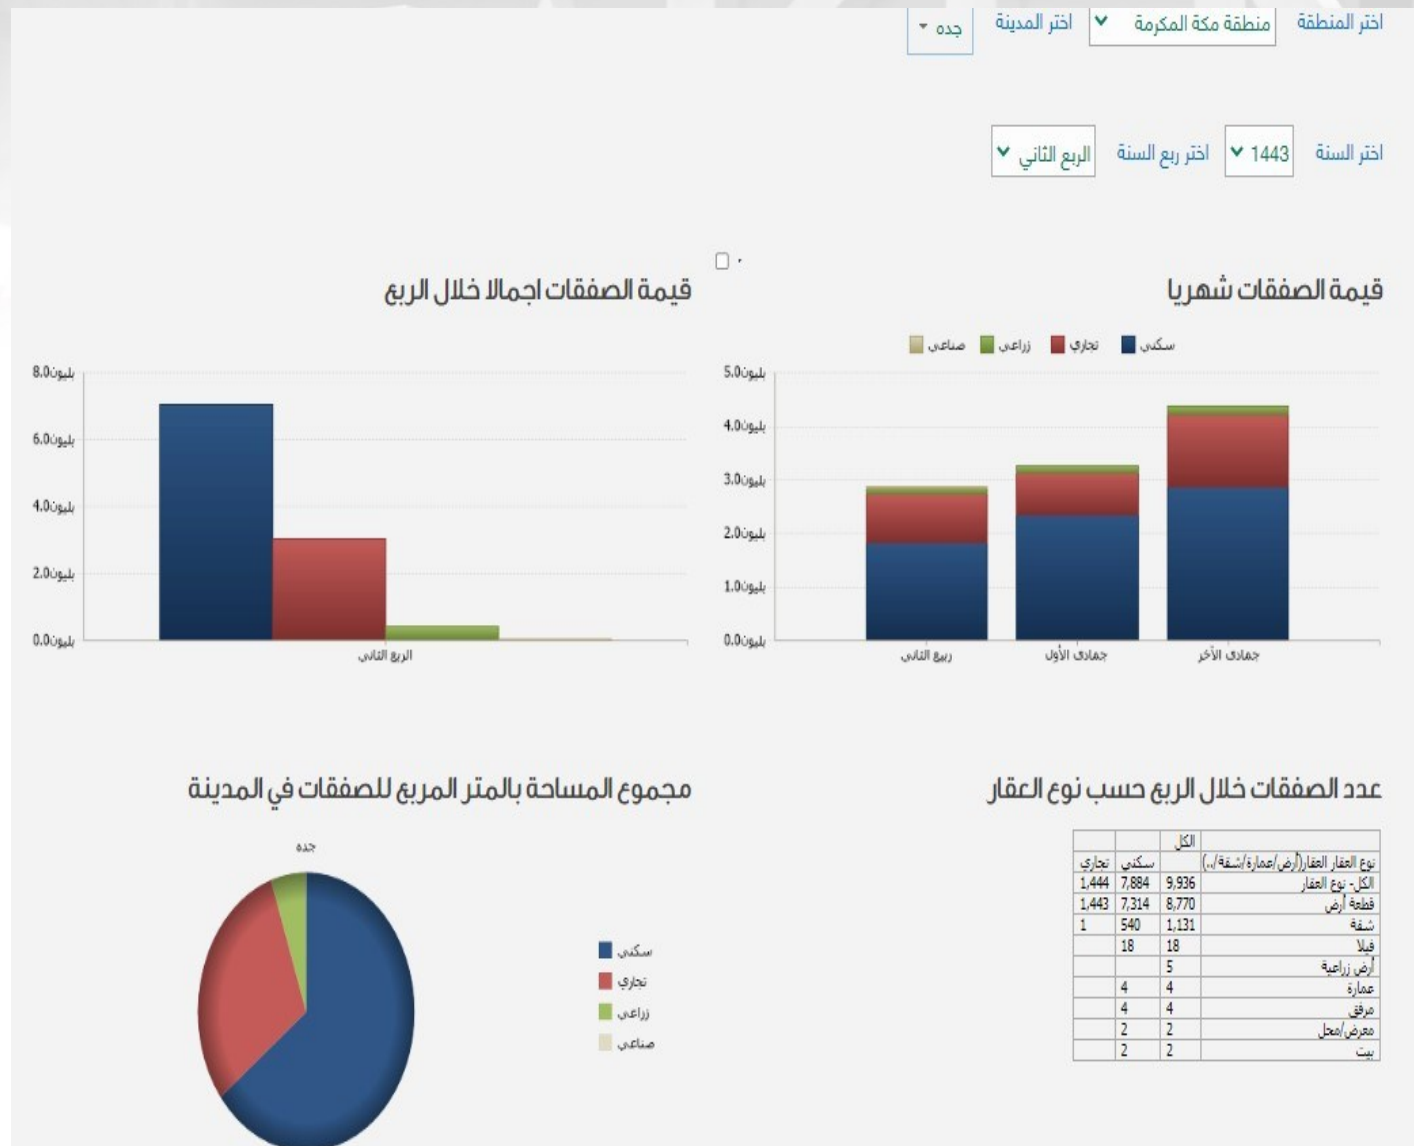 اختر المنطقة منطقة مكة المكرمة اختر المدينة جده
اختر السنة 1443 اختر ربع السنة الربع الثاني
قيمة الصفقات شهريا
سكني تجاري زراعي صناعي
5.0بليون
4.0بليون
3.0بليون
2.0بليون
1.0بليون
0.0بليون
ربيع الثاني جمادى الأول جمادى الآخر
قيمة الصفقات اجمالا خلال الربع
8.0بليون
6.0بليون
4.0بليون
2.0بليون
0.0بليون
الربع الثاني
عدد الصفقات خلال الربع حسب نوع العقار
الكل
نوع العقار العقار(أرض/عمارة/شقة/..) سكني تجاري
الكل- نوع العقار 9,936 7,884 1,444
قطعة أرض 8,770 7,314 1,443
شقة 1,131 540 1
فيلا 18 18
أرض زراعية 5
عمارة 4 4
مرفق 4 4
معرض/محل 2 2
بيت 2 2
مجموع المساحة بالمتر المربع للصفقات في المدينة
جده
سكني
تجاري
زراعي
صناعي